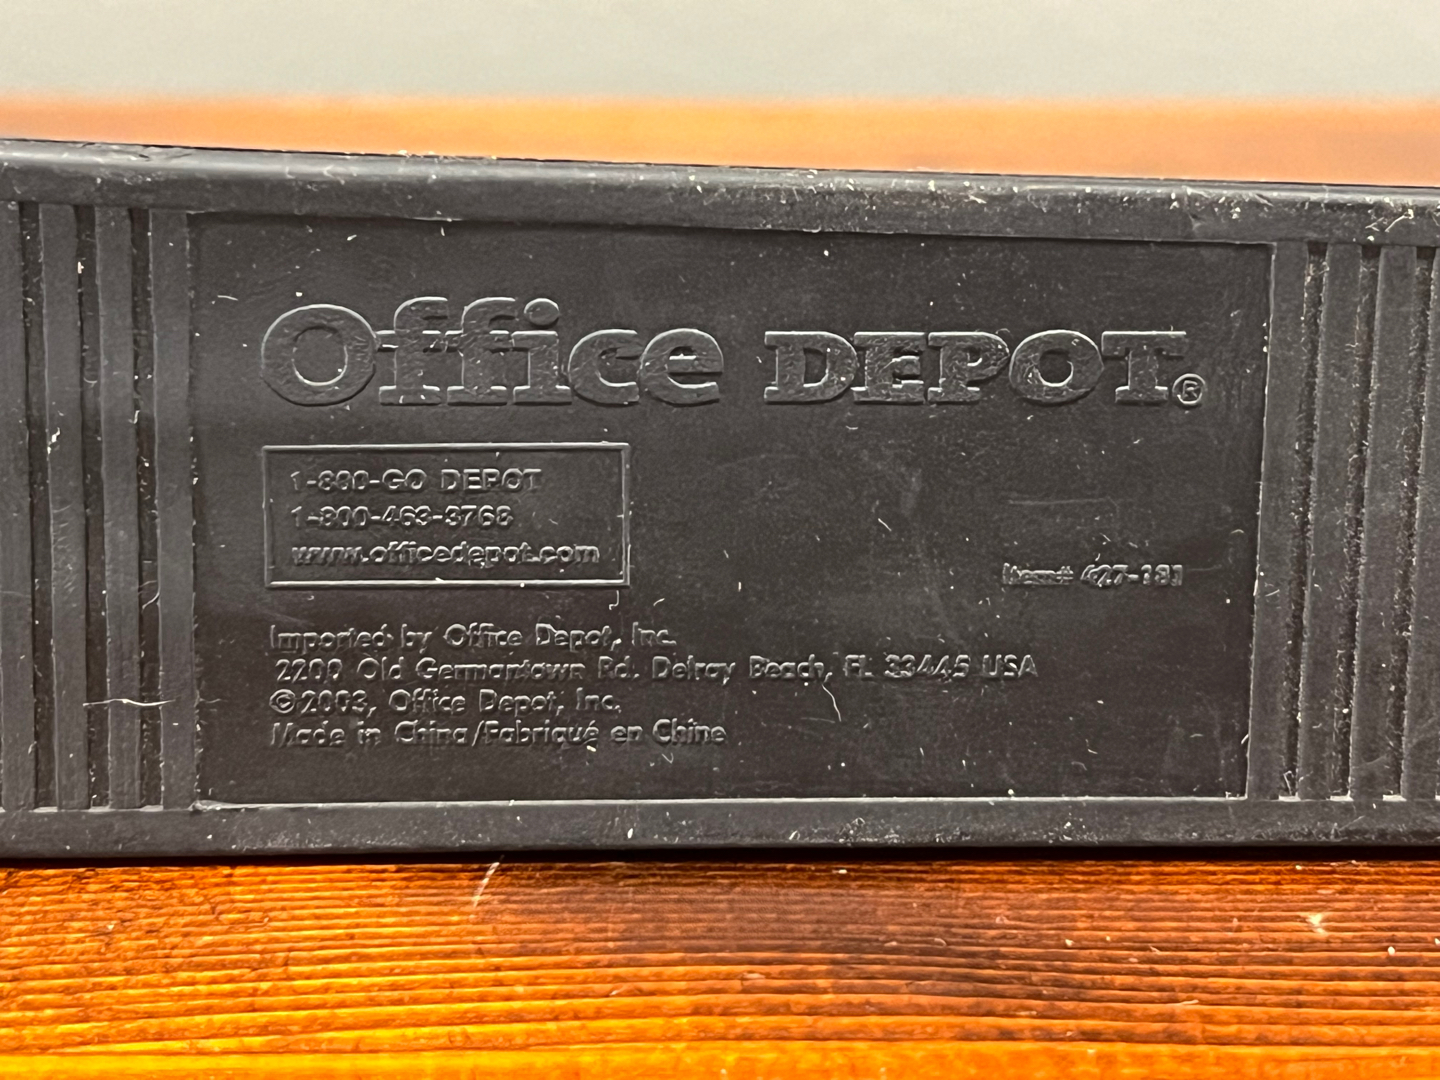 Office DEPOT®
1-800-GO DEPOT
1-800-463-3768
www.officedepot.com
Item# 427-181
Imported by Office Depot, Inc.
2200 Old Germantown Rd. Delray Beach, FL 33445 USA
©2003, Office Depot, Inc.
Made in China/Fabriqué en Chine